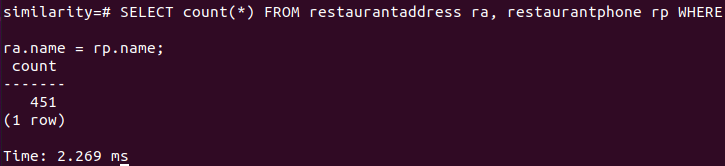 similarity=# SELECT count(*) FROM restaurantaddress ra, restaurantphone rp WHERE
ra.name = rp.name;
count
-------
451
(1 row)
Time: 2.269 ms